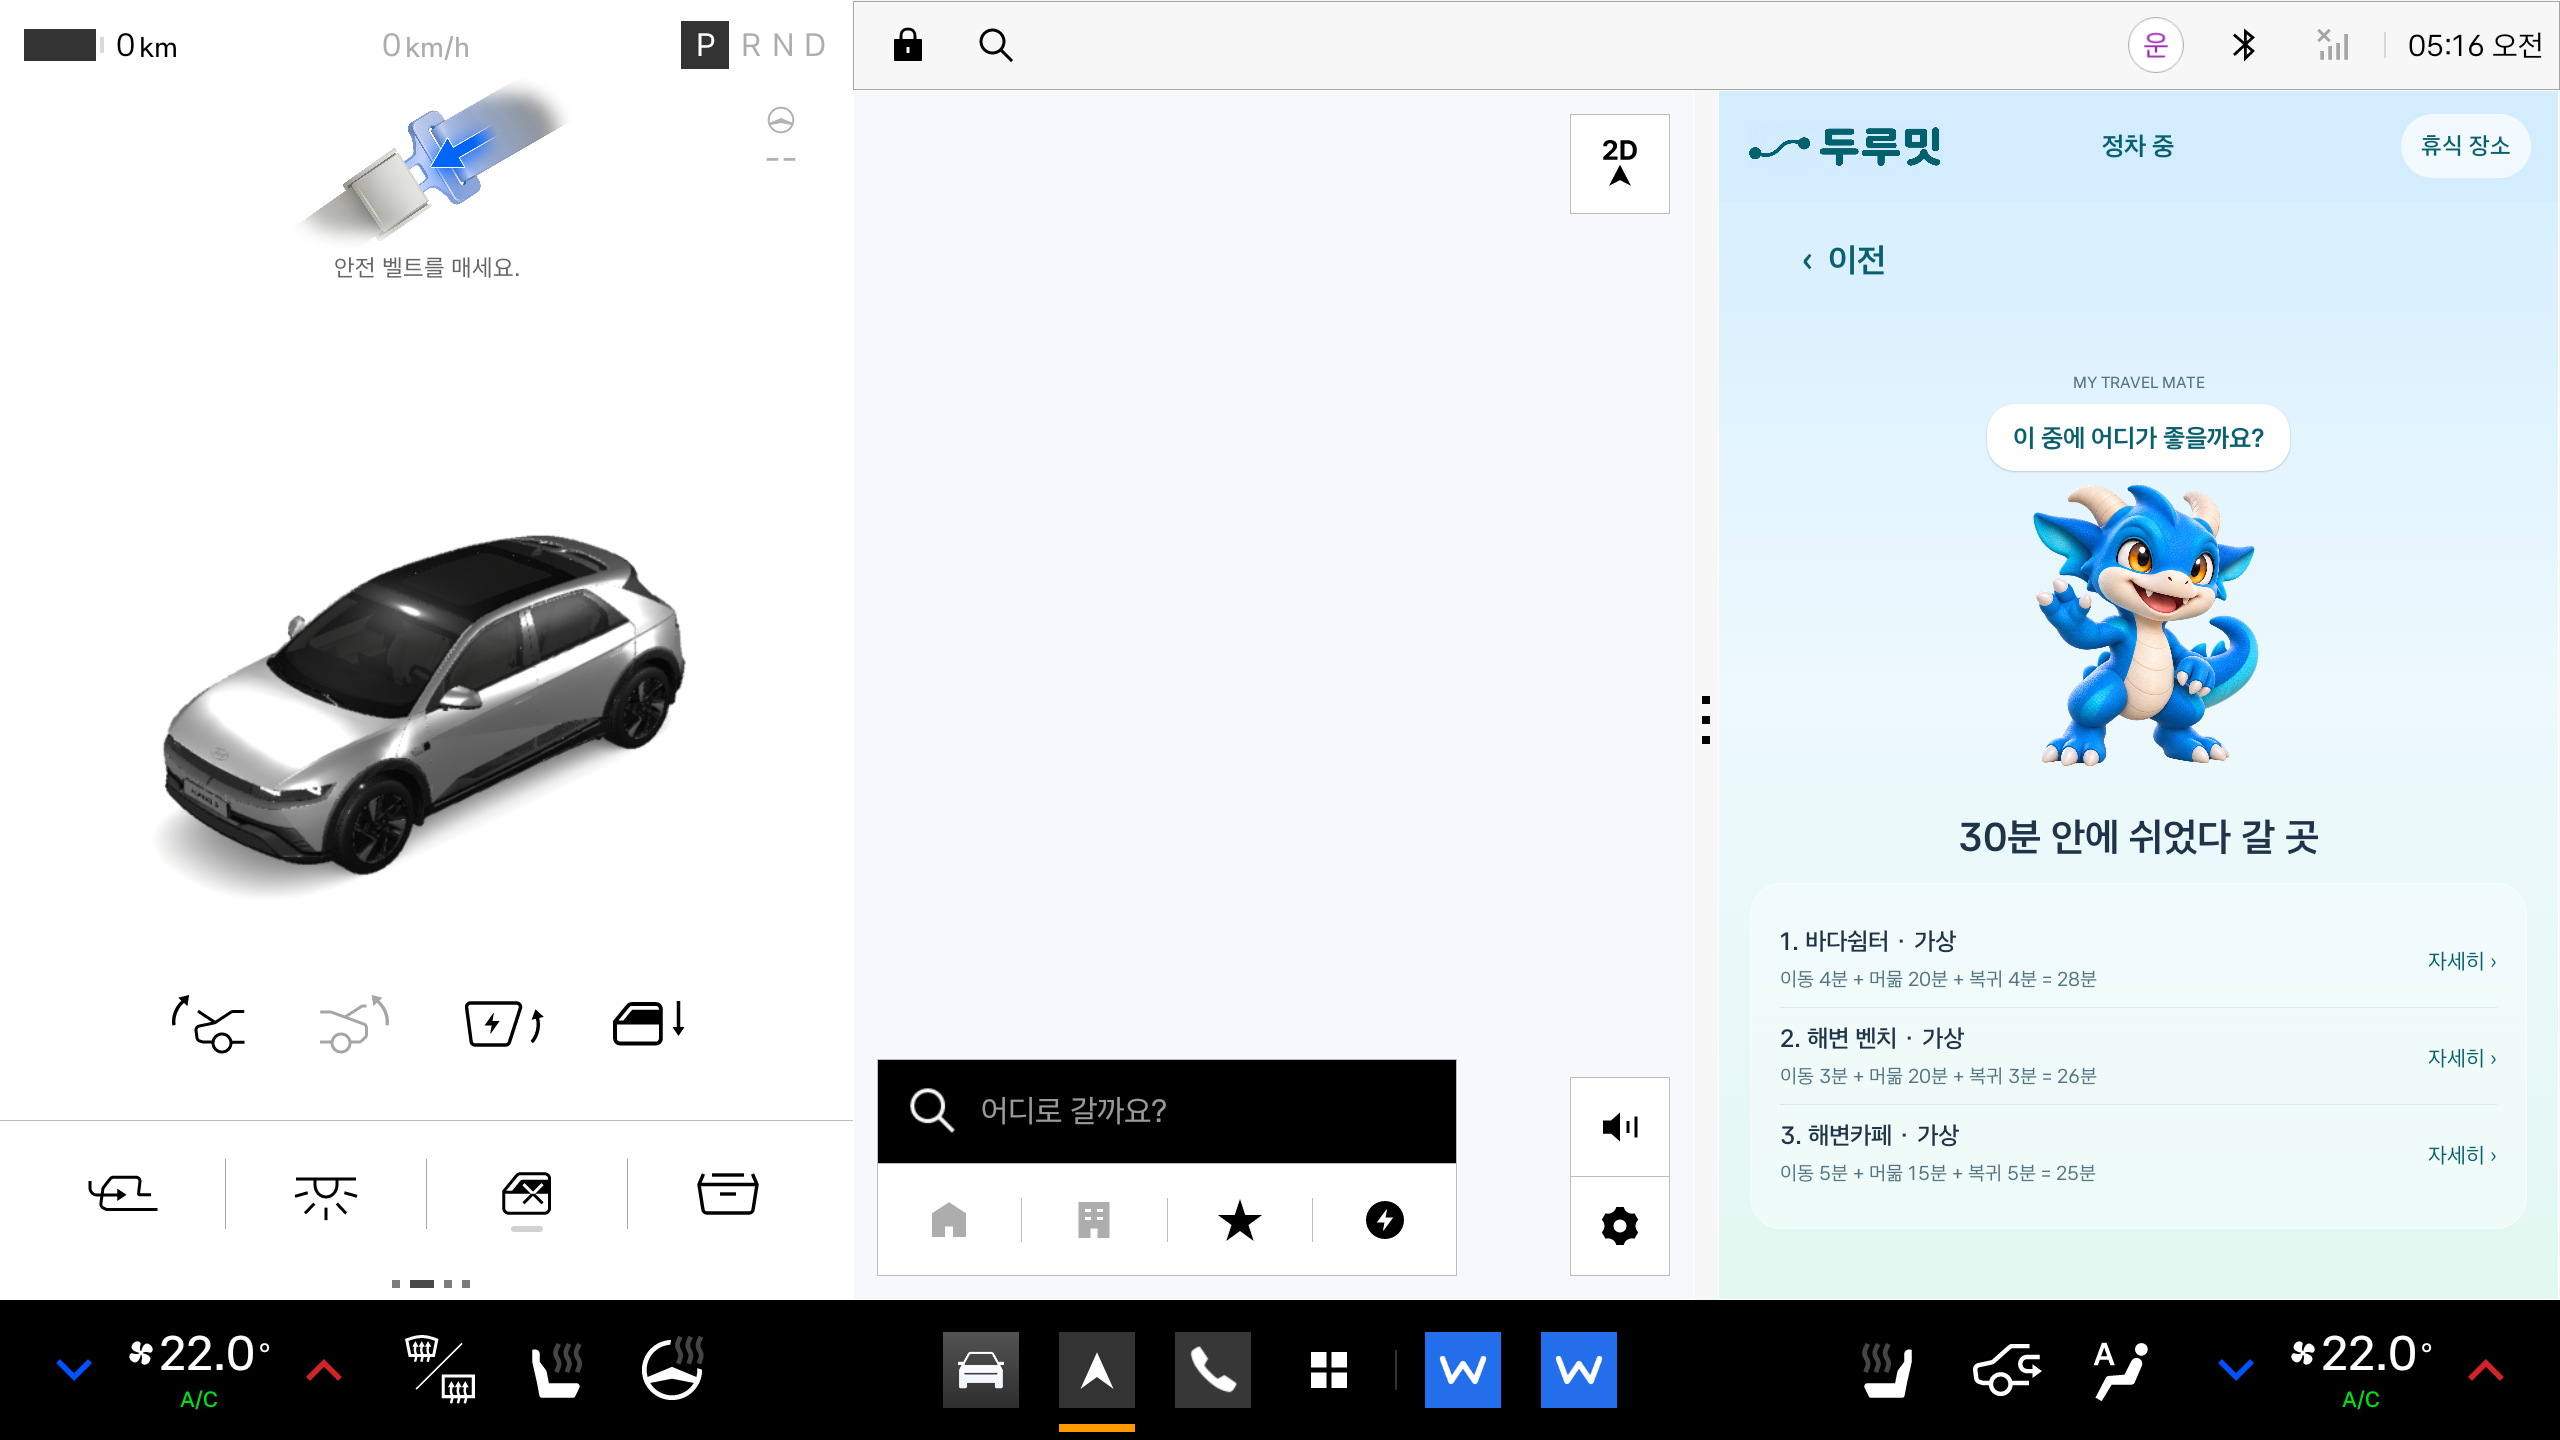 0 km
0 km/h
P R N D
05:16 오전
운
안전 벨트를 매세요.
2D
어디로 갈까요?
두루밋
정차 중
휴식 장소
‹ 이전
MY TRAVEL MATE
이 중에 어디가 좋을까요?
30분 안에 쉬었다 갈 곳
1. 바다쉼터 · 가상
이동 4분 + 머묾 20분 + 복귀 4분 = 28분
자세히 ›
2. 해변 벤치 · 가상
이동 3분 + 머묾 20분 + 복귀 3분 = 26분
자세히 ›
3. 해변카페 · 가상
이동 5분 + 머묾 15분 + 복귀 5분 = 25분
자세히 ›
22.0°
A/C
A
22.0°
A/C